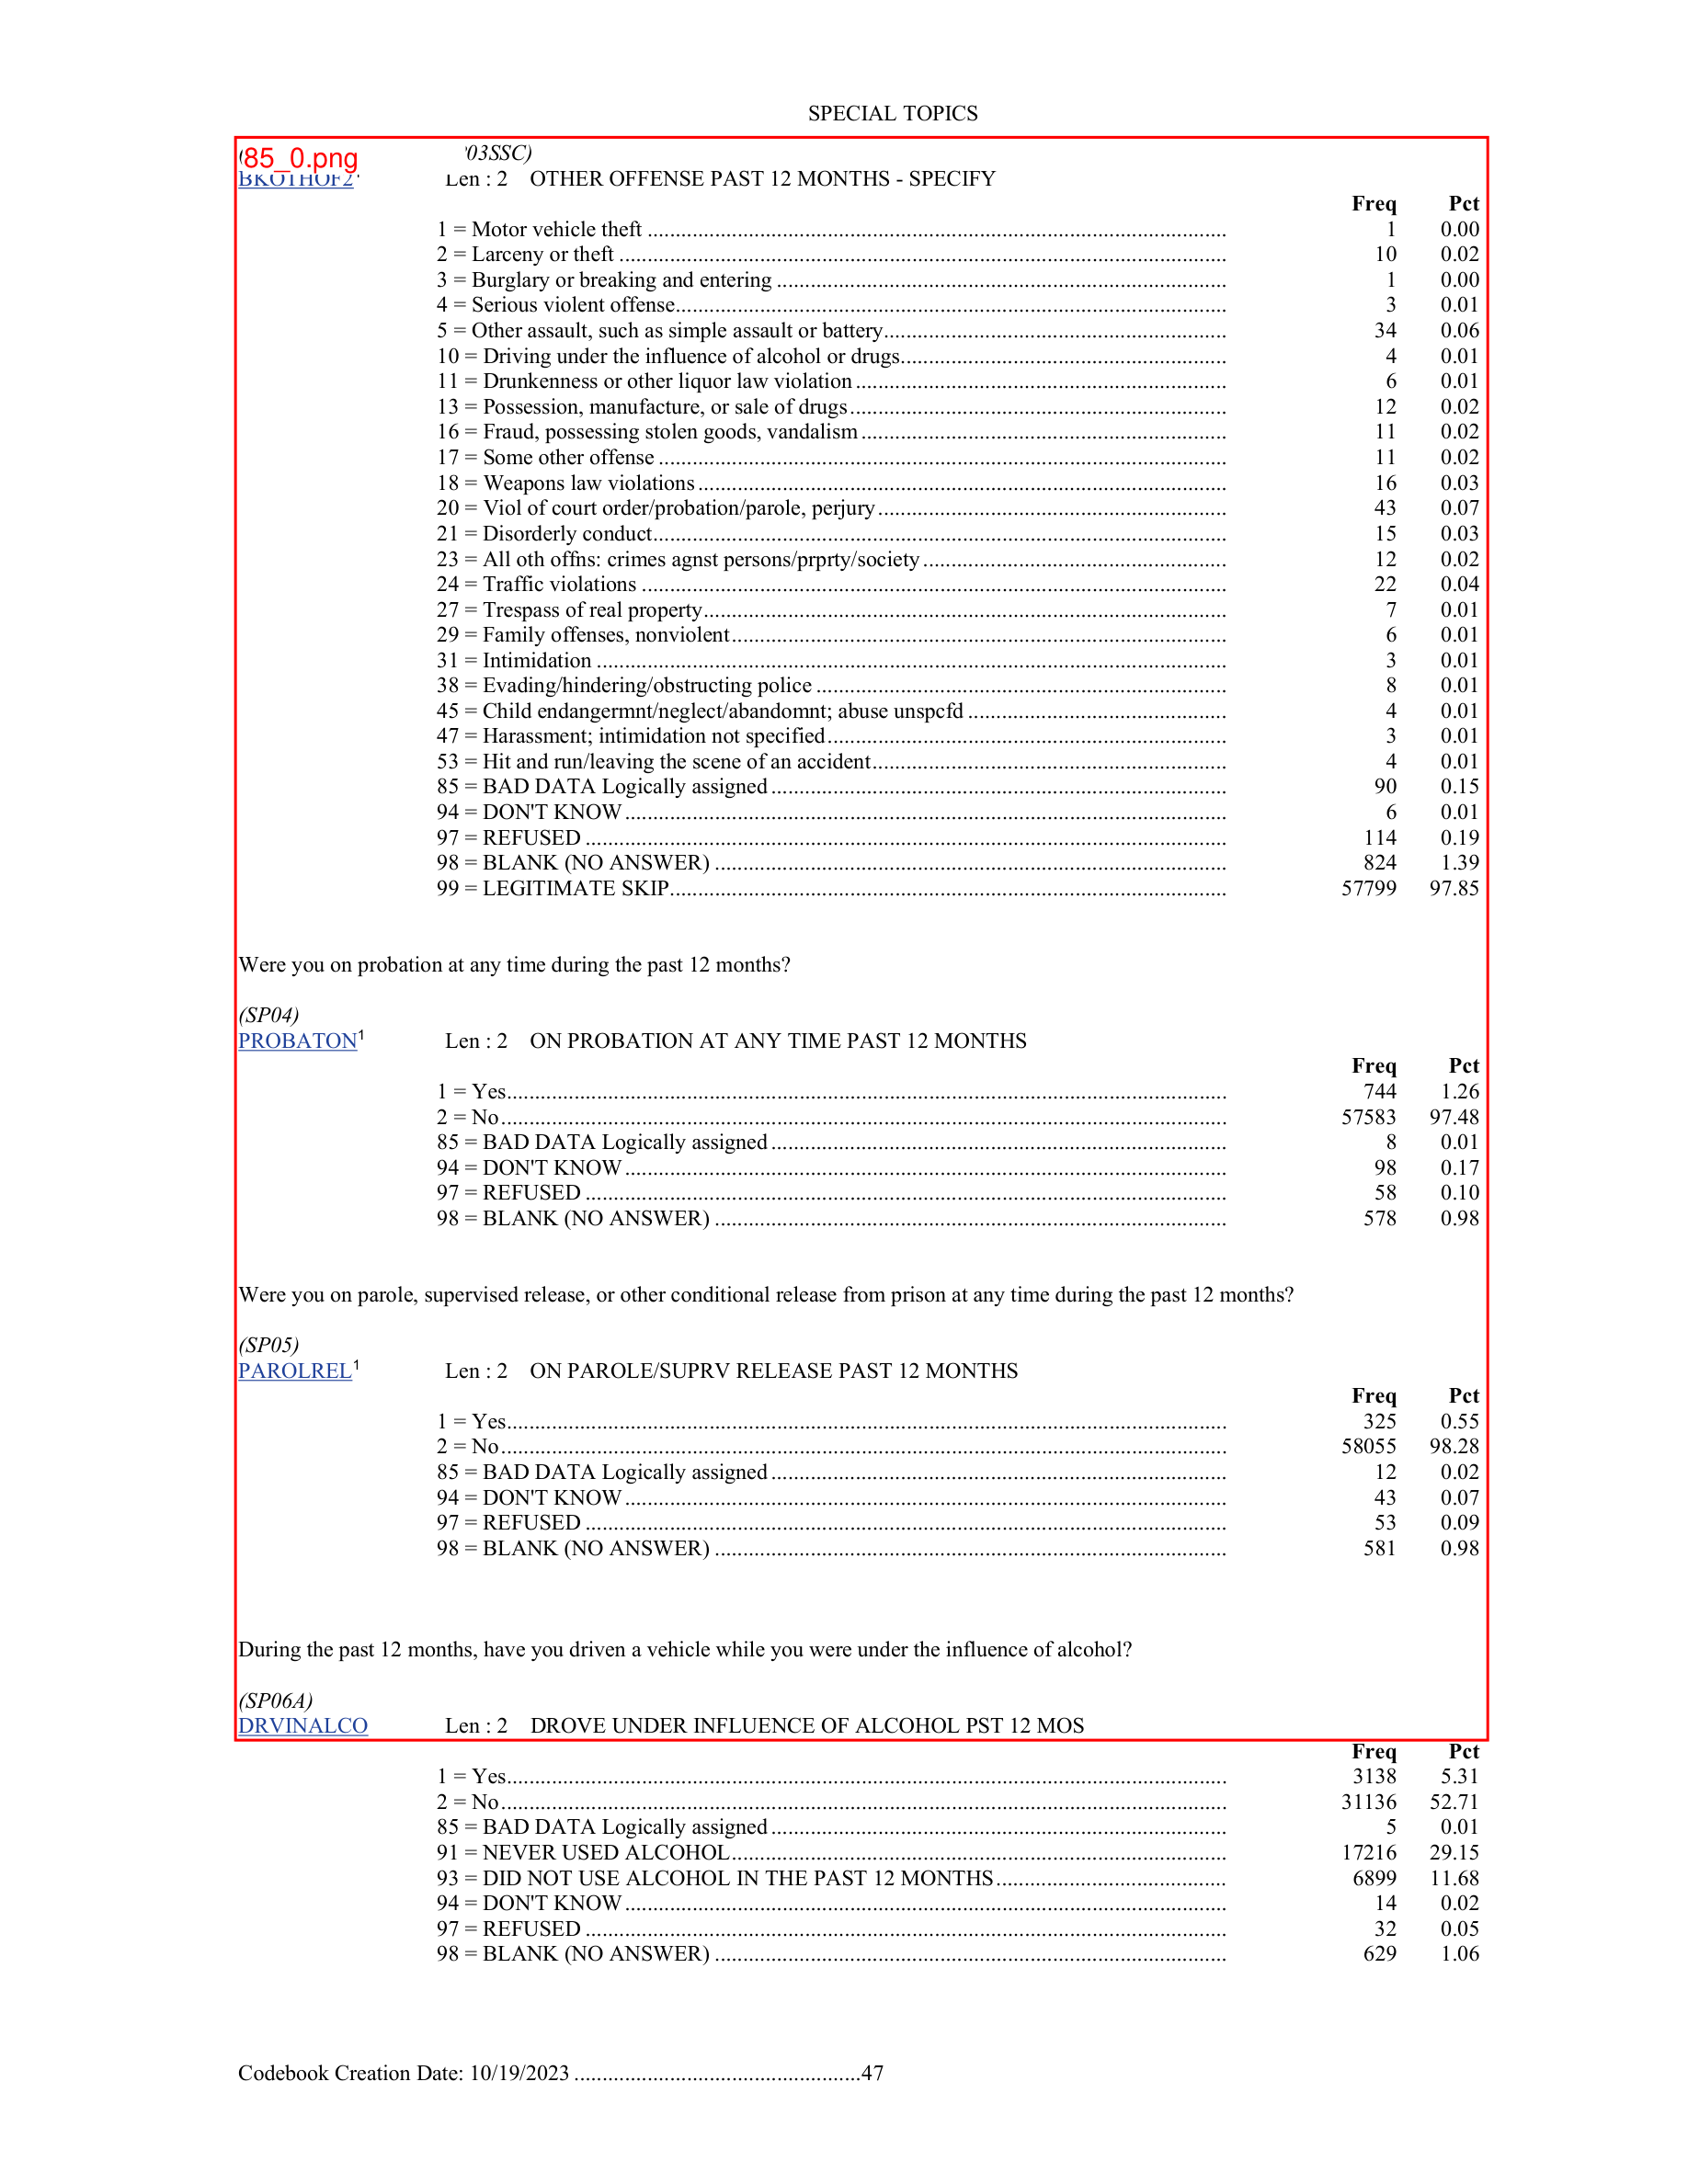 SPECIAL TOPICS
85_0.png
'03SSC)
BKOTHOF2¹ Len : 2 OTHER OFFENSE PAST 12 MONTHS - SPECIFY
Freq Pct
1 = Motor vehicle theft ........ 1 0.00
2 = Larceny or theft ........ 10 0.02
3 = Burglary or breaking and entering ........ 1 0.00
4 = Serious violent offense........ 3 0.01
5 = Other assault, such as simple assault or battery........ 34 0.06
10 = Driving under the influence of alcohol or drugs........ 4 0.01
11 = Drunkenness or other liquor law violation ........ 6 0.01
13 = Possession, manufacture, or sale of drugs........ 12 0.02
16 = Fraud, possessing stolen goods, vandalism ........ 11 0.02
17 = Some other offense ........ 11 0.02
18 = Weapons law violations ........ 16 0.03
20 = Viol of court order/probation/parole, perjury ........ 43 0.07
21 = Disorderly conduct........ 15 0.03
23 = All oth offns: crimes agnst persons/prprty/society ........ 12 0.02
24 = Traffic violations ........ 22 0.04
27 = Trespass of real property........ 7 0.01
29 = Family offenses, nonviolent........ 6 0.01
31 = Intimidation ........ 3 0.01
38 = Evading/hindering/obstructing police ........ 8 0.01
45 = Child endangermnt/neglect/abandomnt; abuse unspcfd ........ 4 0.01
47 = Harassment; intimidation not specified........ 3 0.01
53 = Hit and run/leaving the scene of an accident........ 4 0.01
85 = BAD DATA Logically assigned ........ 90 0.15
94 = DON'T KNOW ........ 6 0.01
97 = REFUSED ........ 114 0.19
98 = BLANK (NO ANSWER) ........ 824 1.39
99 = LEGITIMATE SKIP........ 57799 97.85
Were you on probation at any time during the past 12 months?
(SP04)
PROBATON¹ Len : 2 ON PROBATION AT ANY TIME PAST 12 MONTHS
Freq Pct
1 = Yes........ 744 1.26
2 = No........ 57583 97.48
85 = BAD DATA Logically assigned ........ 8 0.01
94 = DON'T KNOW ........ 98 0.17
97 = REFUSED ........ 58 0.10
98 = BLANK (NO ANSWER) ........ 578 0.98
Were you on parole, supervised release, or other conditional release from prison at any time during the past 12 months?
(SP05)
PAROLREL¹ Len : 2 ON PAROLE/SUPRV RELEASE PAST 12 MONTHS
Freq Pct
1 = Yes........ 325 0.55
2 = No........ 58055 98.28
85 = BAD DATA Logically assigned ........ 12 0.02
94 = DON'T KNOW ........ 43 0.07
97 = REFUSED ........ 53 0.09
98 = BLANK (NO ANSWER) ........ 581 0.98
During the past 12 months, have you driven a vehicle while you were under the influence of alcohol?
(SP06A)
DRVINALCO Len : 2 DROVE UNDER INFLUENCE OF ALCOHOL PST 12 MOS
Freq Pct
1 = Yes........ 3138 5.31
2 = No........ 31136 52.71
85 = BAD DATA Logically assigned ........ 5 0.01
91 = NEVER USED ALCOHOL........ 17216 29.15
93 = DID NOT USE ALCOHOL IN THE PAST 12 MONTHS ........ 6899 11.68
94 = DON'T KNOW ........ 14 0.02
97 = REFUSED ........ 32 0.05
98 = BLANK (NO ANSWER) ........ 629 1.06
Codebook Creation Date: 10/19/2023 ........47